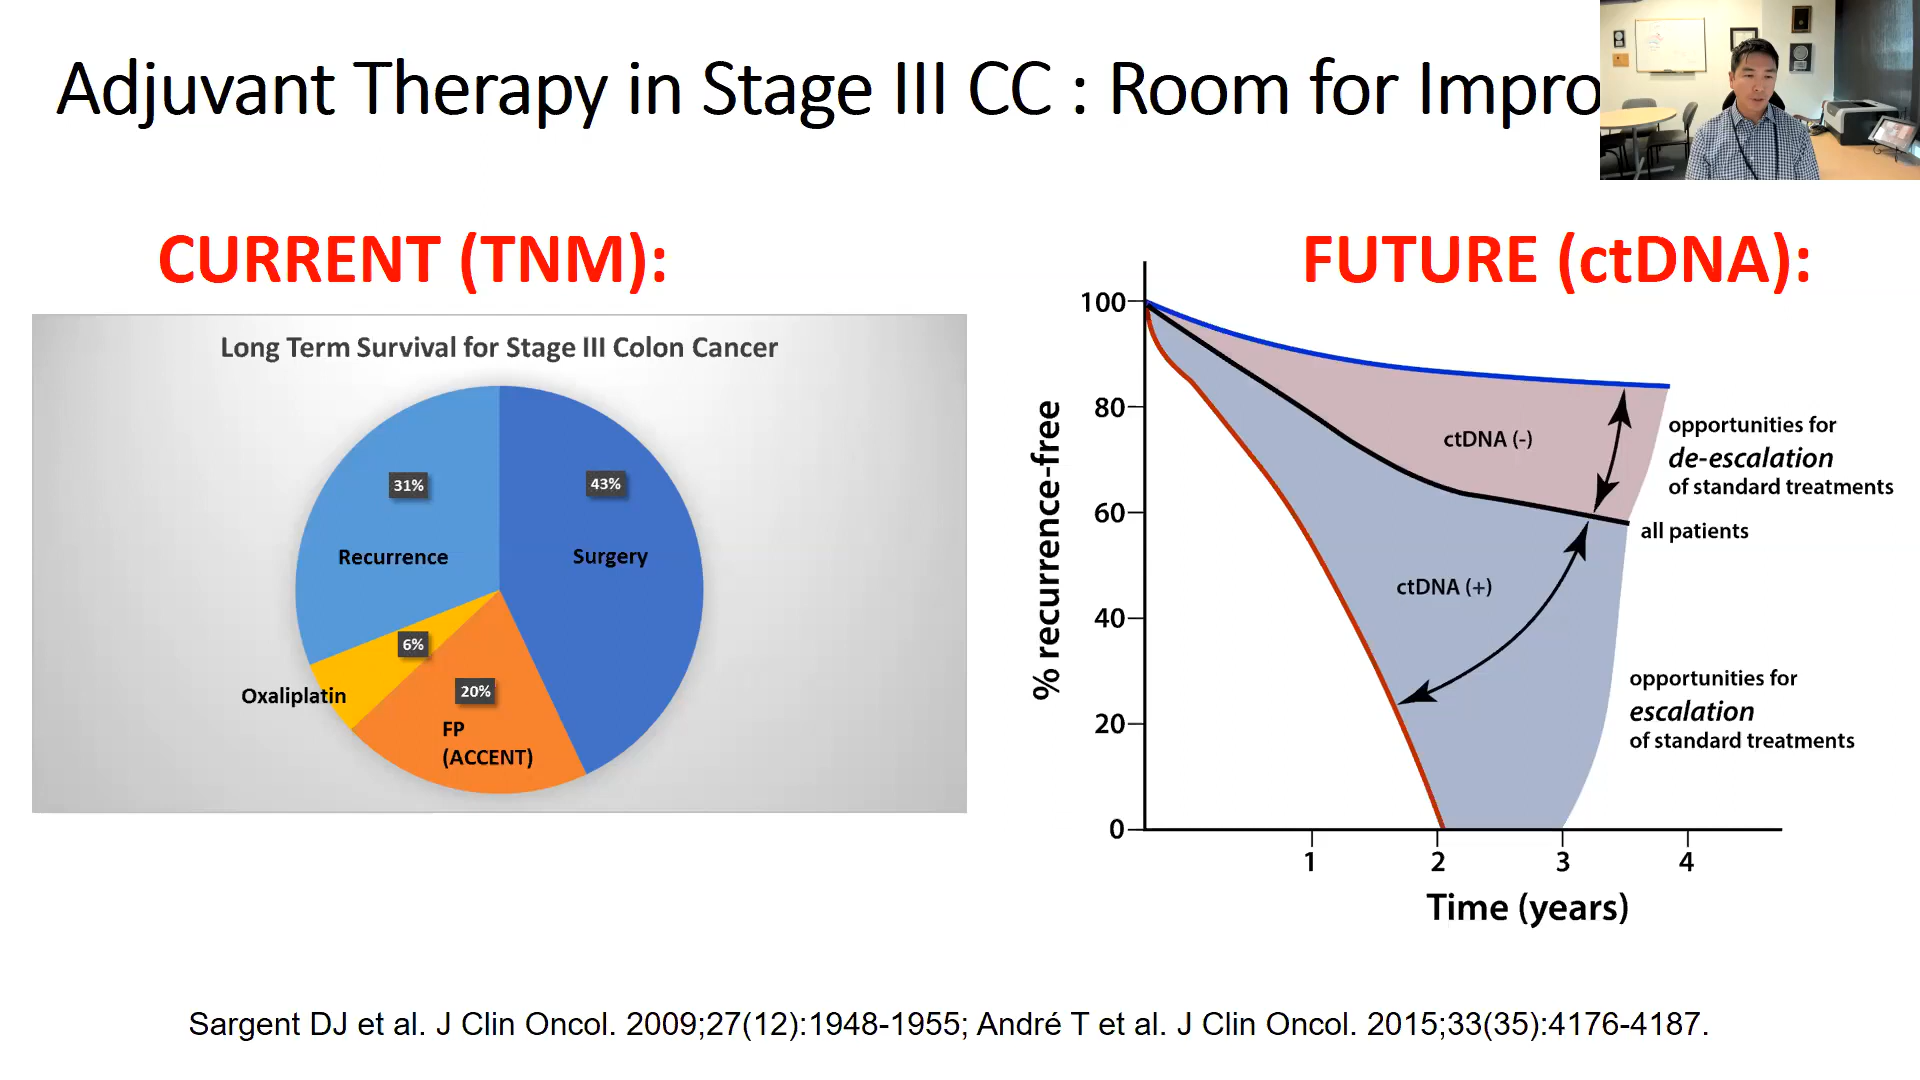 Adjuvant Therapy in Stage III CC : Room for Impro
CURRENT (TNM):
Long Term Survival for Stage III Colon Cancer
31%
43%
Recurrence
Surgery
6%
Oxaliplatin
20%
FP
(ACCENT)
FUTURE (ctDNA):
% recurrence-free
100
80
60
40
20
0
ctDNA (-)
ctDNA (+)
opportunities for
de-escalation
of standard treatments
all patients
opportunities for
escalation
of standard treatments
1 2 3 4
Time (years)
Sargent DJ et al. J Clin Oncol. 2009;27(12):1948-1955; André T et al. J Clin Oncol. 2015;33(35):4176-4187.